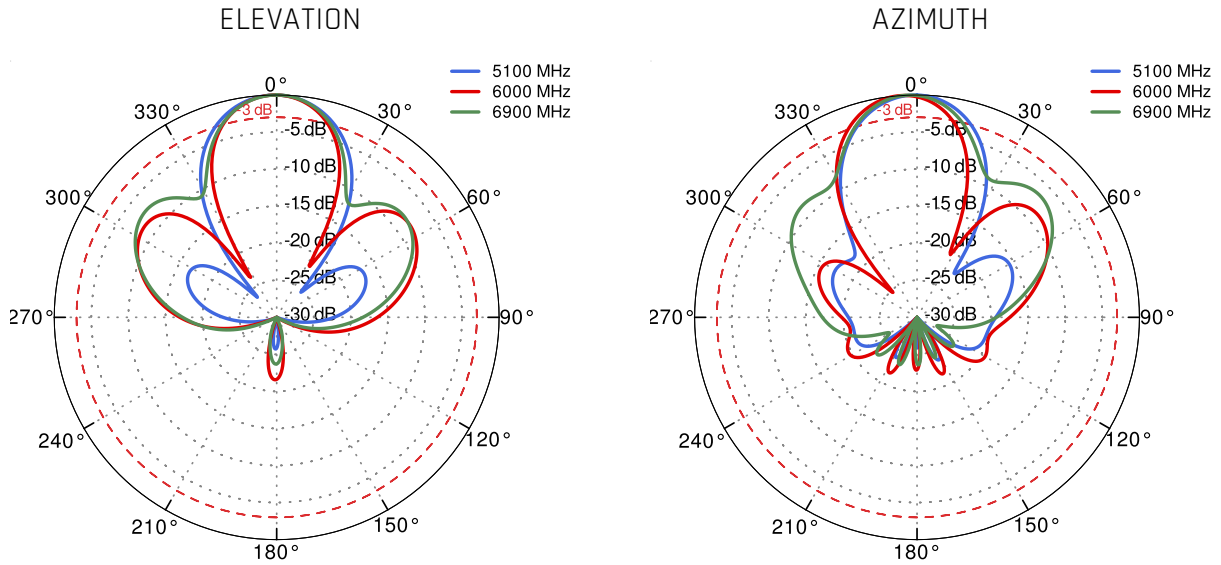 ELEVATION
5100 MHz
6000 MHz
6900 MHz
0°
30°
60°
90°
120°
150°
180°
210°
240°
270°
300°
330°
-3 dB
-5 dB
-10 dB
-15 dB
-20 dB
-25 dB
-30 dB
AZIMUTH
5100 MHz
6000 MHz
6900 MHz
0°
30°
60°
90°
120°
150°
180°
210°
240°
270°
300°
330°
-3 dB
-5 dB
-10 dB
-15 dB
-20 dB
-25 dB
-30 dB